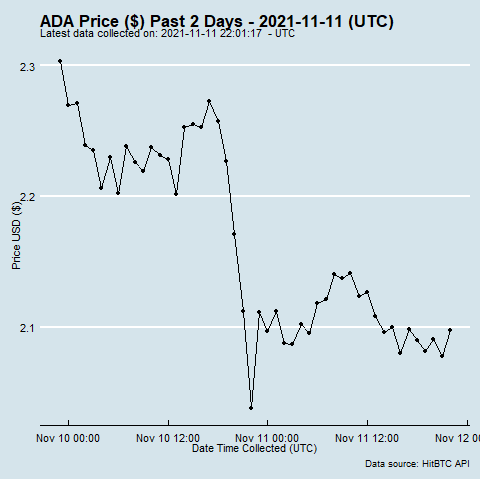 ADA Price ($) Past 2 Days - 2021-11-11 (UTC)
Latest data collected on: 2021-11-11 22:01:17 - UTC
2.3
2.2
2.1
Price USD ($)
Nov 10 00:00 Nov 10 12:00 Nov 11 00:00 Nov 11 12:00 Nov 12 0
Date Time Collected (UTC)
Data source: HitBTC API